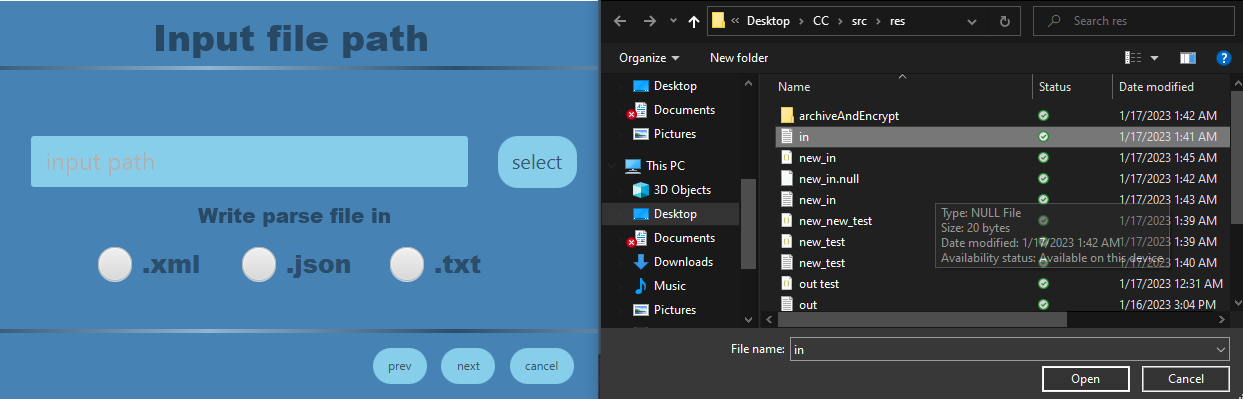 Input file path
input path
select
Write parse file in
.xml .json .txt
prev next cancel
« Desktop › CC › src › res
Search res
Organize New folder
?
Desktop
Documents
Pictures
This PC
3D Objects
Desktop
Documents
Downloads
Music
Pictures
Name Status Date modified
archiveAndEncrypt 1/17/2023 1:42 AM
in 1/17/2023 1:41 AM
new_in 1/17/2023 1:45 AM
new_in.null 1/17/2023 1:42 AM
new_in 1/17/2023 1:43 AM
new_new_test 1/17/2023 1:39 AM
new_test 1/17/2023 1:39 AM
new_test 1/17/2023 1:40 AM
out test 1/17/2023 12:31 AM
out 1/16/2023 3:04 PM
Type: NULL File
Size: 20 bytes
Date modified: 1/17/2023 1:42 AM
Availability status: Available on this device
File name: in
Open Cancel